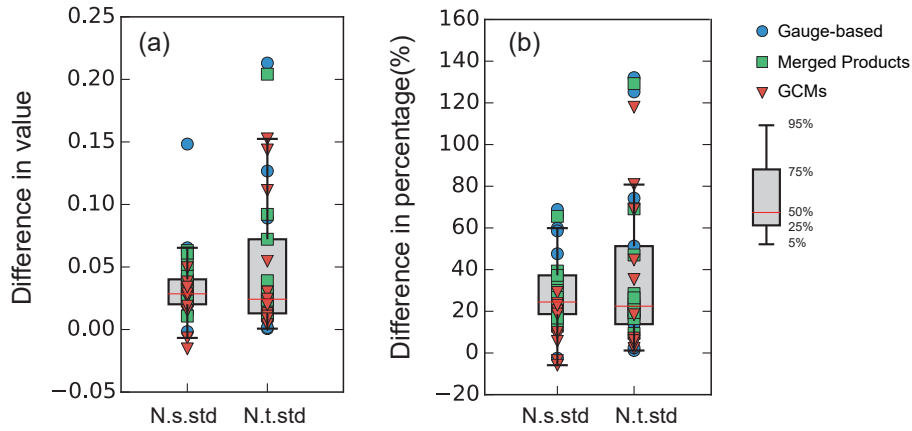 (a)
Difference in value
0.25
0.20
0.15
0.10
0.05
0.00
−0.05
N.s.std N.t.std
(b)
Difference in percentage(%)
160
140
120
100
80
60
40
20
0
−20
N.s.std N.t.std
Gauge-based
Merged Products
GCMs
95%
75%
50%
25%
5%